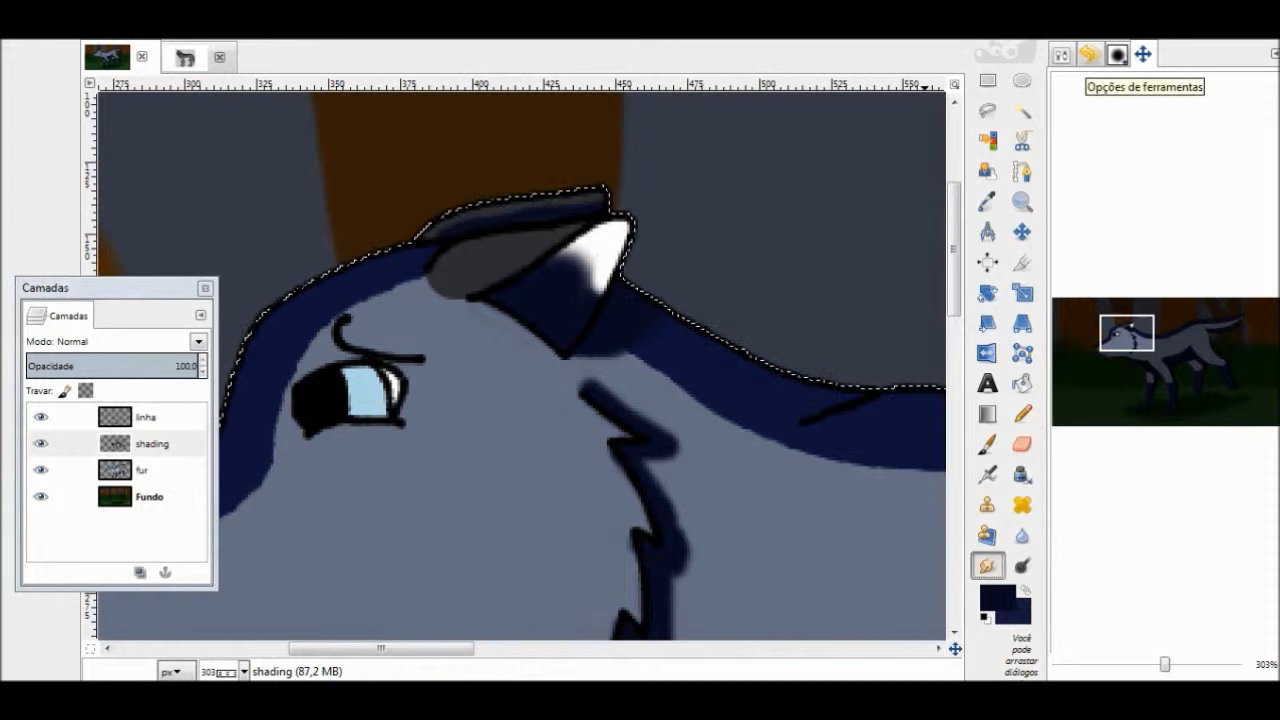 Opções de ferramentas
275 300 325 350 375 400 425 450 475 500 525 550
Camadas
Camadas
Modo: Normal
Opacidade 100,0
Travar:
linha
shading
fur
Fundo
Você
pode
arrastar
diálogos
px 303 shading (87,2 MB)
303%